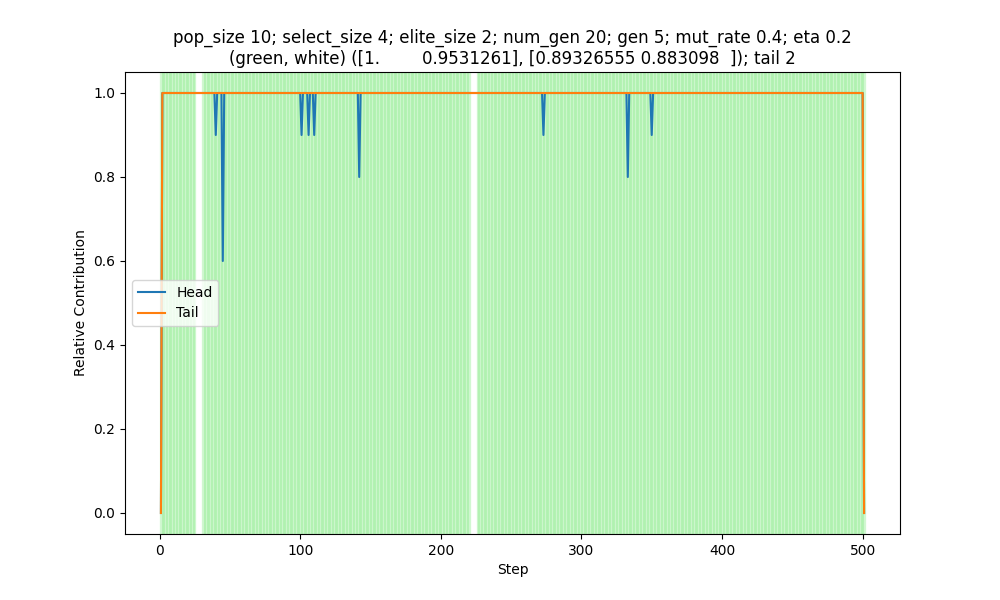 pop_size 10; select_size 4; elite_size 2; num_gen 20; gen 5; mut_rate 0.4; eta 0.2
(green, white) ([1.        0.9531261], [0.89326555 0.883098  ]); tail 2
1.0
0.8
0.6
0.4
0.2
0.0
Relative Contribution
Head
Tail
0 100 200 300 400 500
Step